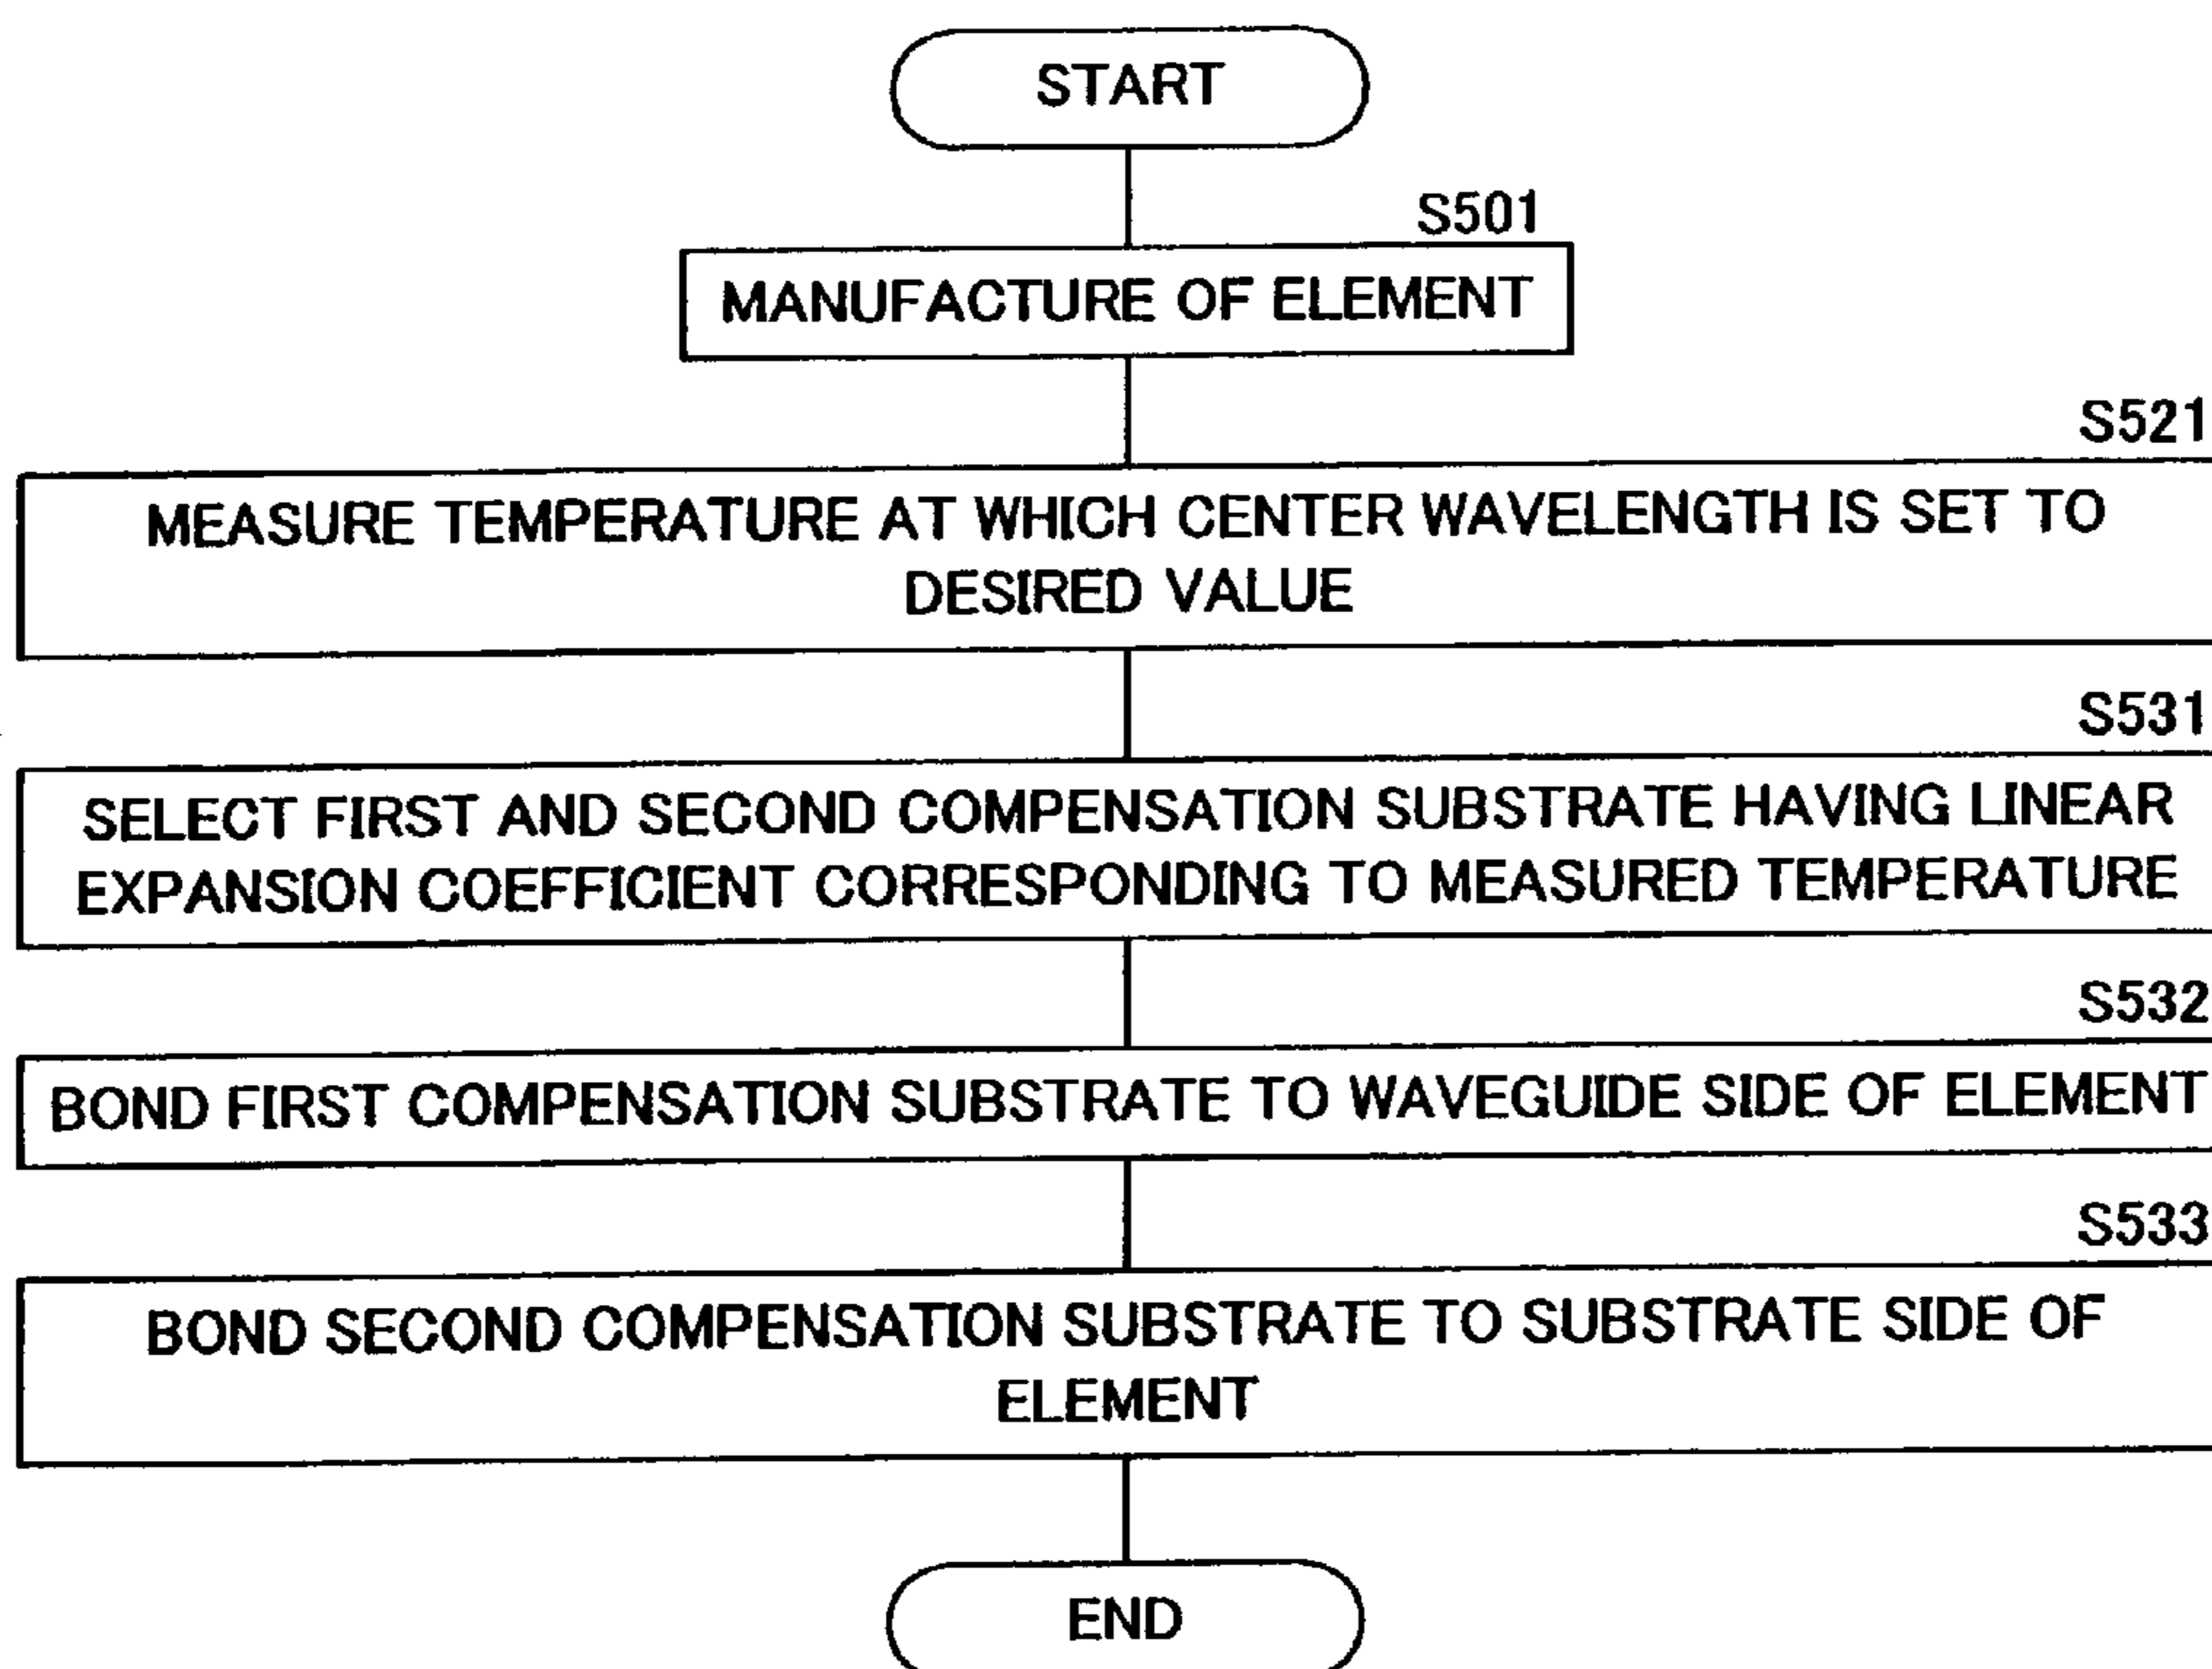 START
S501
MANUFACTURE OF ELEMENT
S521
MEASURE TEMPERATURE AT WHICH CENTER WAVELENGTH IS SET TO
DESIRED VALUE
S531
SELECT FIRST AND SECOND COMPENSATION SUBSTRATE HAVING LINEAR
EXPANSION COEFFICIENT CORRESPONDING TO MEASURED TEMPERATURE
S532
BOND FIRST COMPENSATION SUBSTRATE TO WAVEGUIDE SIDE OF ELEMENT
S533
BOND SECOND COMPENSATION SUBSTRATE TO SUBSTRATE SIDE OF
ELEMENT
END